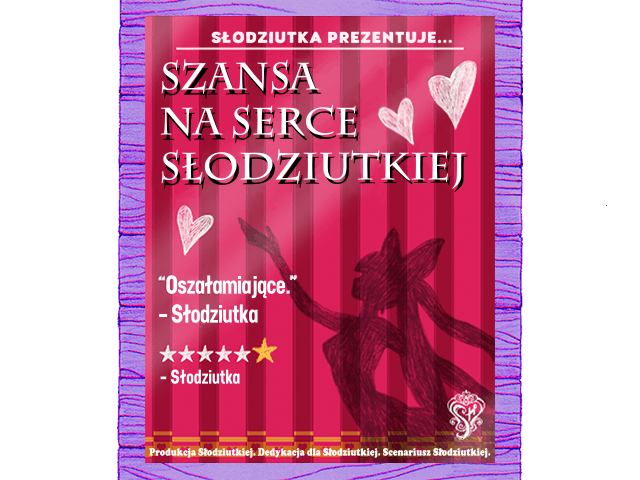 SŁODZIUTKA PREZENTUJE...
SZANSA
NA SERCE
SŁODZIUTKIEJ
“Oszałamiające.”
– Słodziutka
– Słodziutka
Produkcja Słodziutkiej. Dedykacja dla Słodziutkiej. Scenariusz Słodziutkiej.